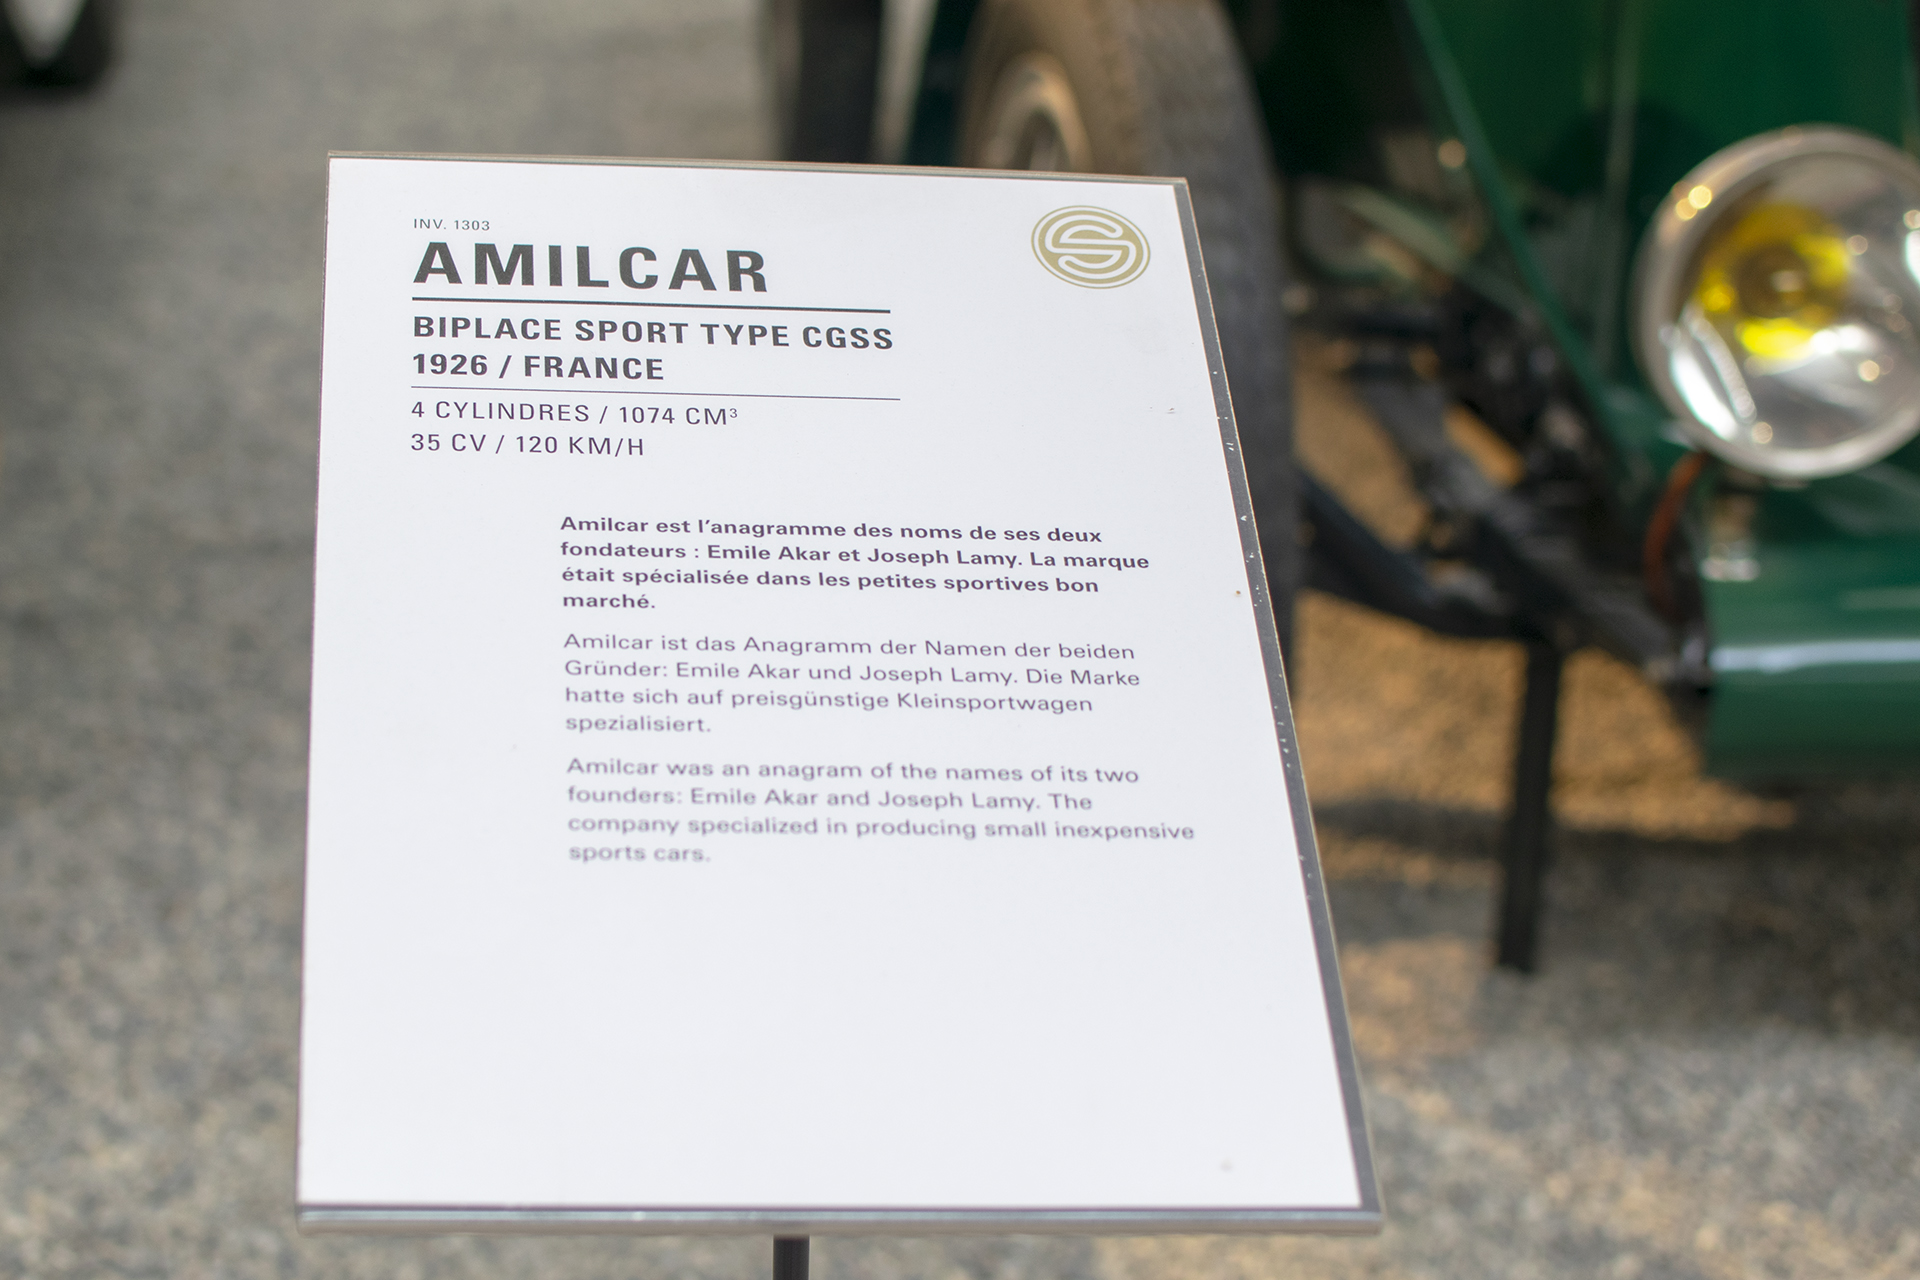 INV. 1303
AMILCAR
BIPLACE SPORT TYPE CGSS
1926 / FRANCE
4 CYLINDRES / 1074 CM³
35 CV / 120 KM/H
Amilcar est l'anagramme des noms de ses deux
fondateurs : Emile Akar et Joseph Lamy. La marque
était spécialisée dans les petites sportives bon
marché.
Amilcar ist das Anagramm der Namen der beiden
Gründer: Emile Akar und Joseph Lamy. Die Marke
hatte sich auf preisgünstige Kleinsportwagen
spezialisiert.
Amilcar was an anagram of the names of its two
founders: Emile Akar and Joseph Lamy. The
company specialized in producing small inexpensive
sports cars.